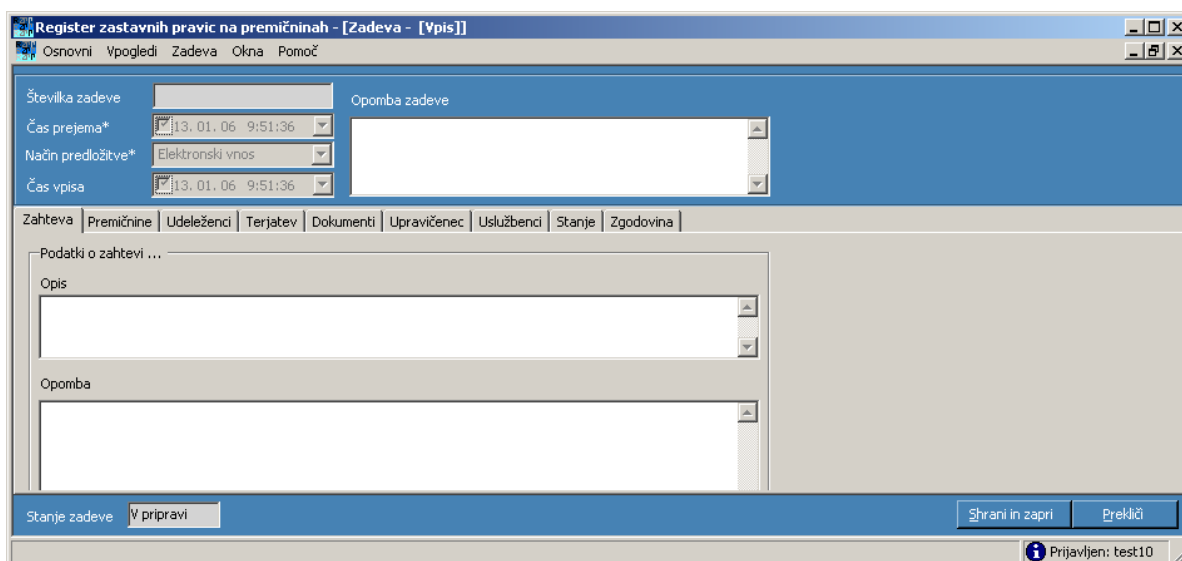 Register zastavnih pravic na premičninah - [Zadeva - [Vpis]]
Osnovni Vpogledi Zadeva Okna Pomoč
Številka zadeve
Opomba zadeve
Čas prejema* 13. 01. 06 9:51:36
Način predložitve* Elektronski vnos
Čas vpisa 13. 01. 06 9:51:36
Zahteva Premičnine Udeleženci Terjatev Dokumenti Upravičenec Uslužbenci Stanje Zgodovina
Podatki o zahtevi ...
Opis
Opomba
Stanje zadeve V pripravi Shrani in zapri Prekliči
Prijavljen: test10